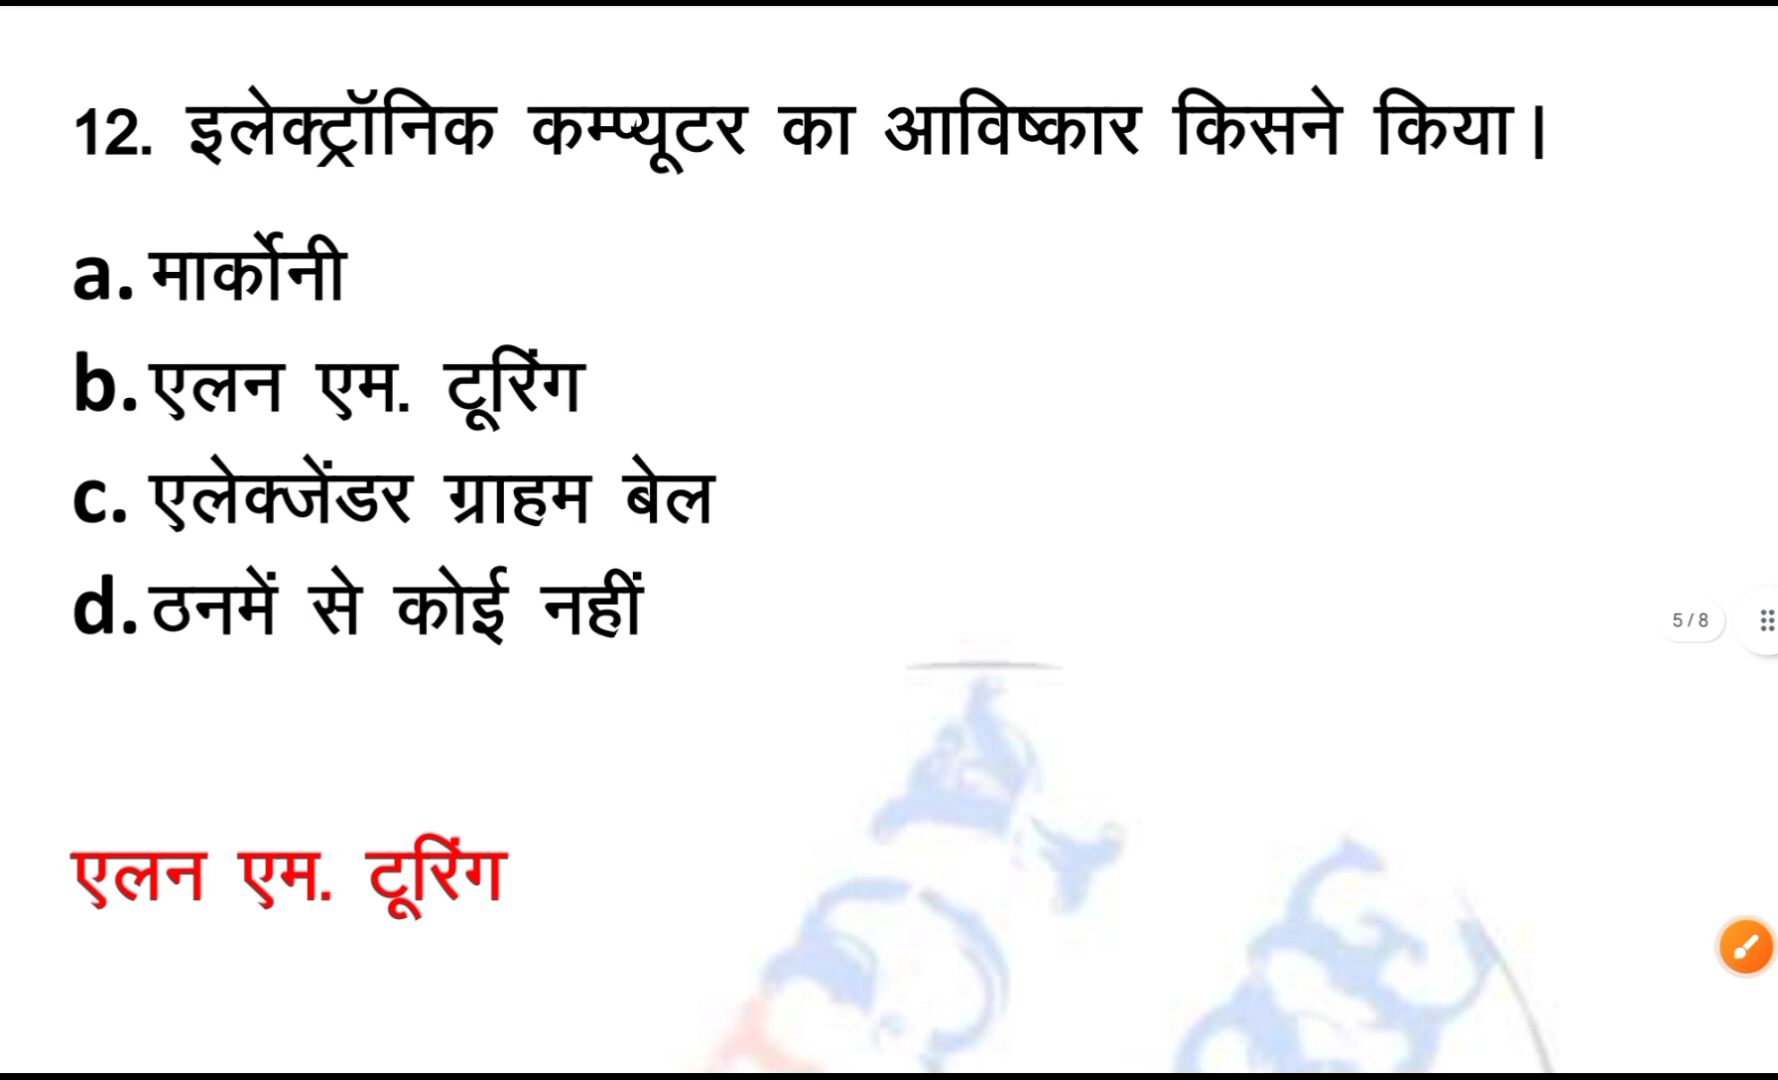 12. इलेक्ट्रॉनिक कम्प्यूटर का आविष्कार किसने किया।
a. मार्कोनी
b. एलन एम. टूरिंग
c. एलेक्जेंडर ग्राहम बेल
d. ठनमें से कोई नहीं
5/8
एलन एम. टूरिंग